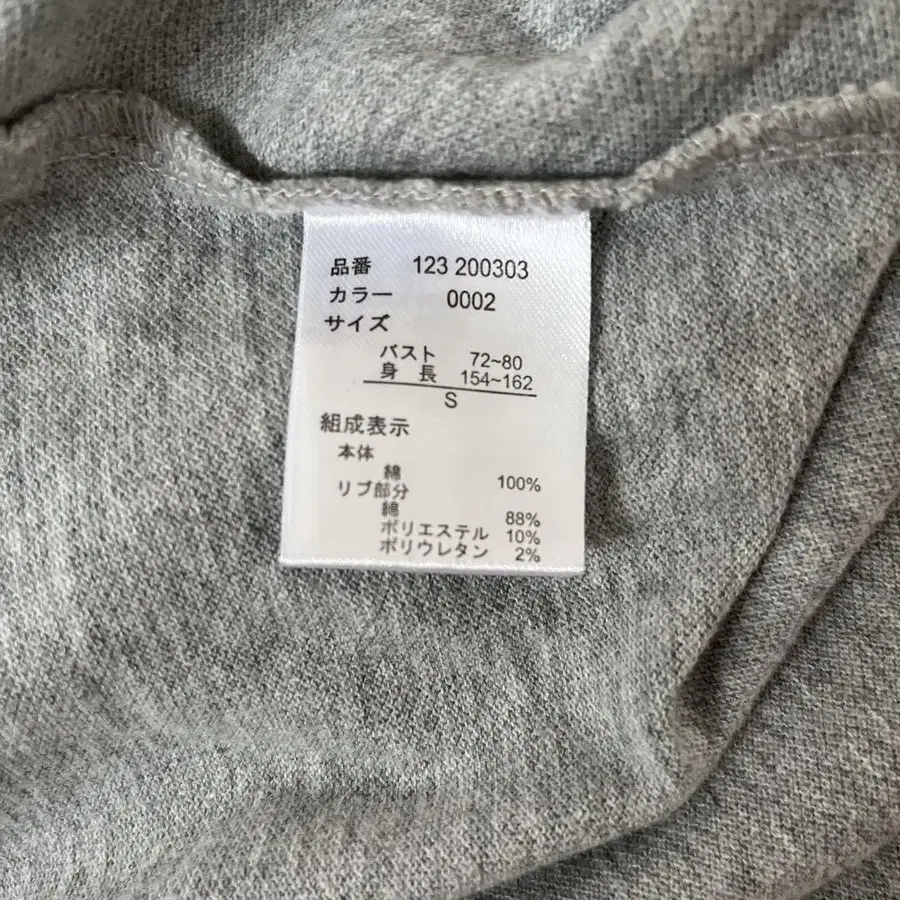 品番 123 200303
カラー 0002
サイズ
バスト 72~80
身長 154~162
S
組成表示
本体
綿 100%
リブ部分
綿 88%
ポリエステル 10%
ポリウレタン 2%